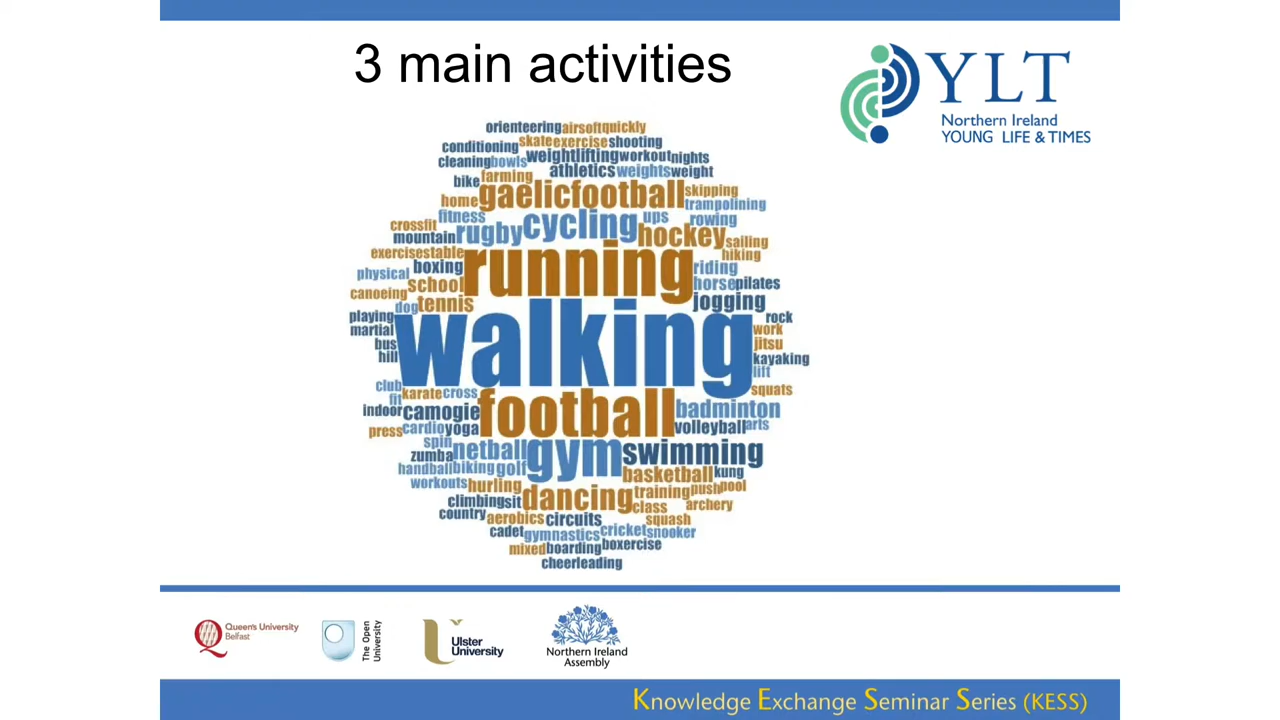 3 main activities
YLT
Northern Ireland
YOUNG LIFE & TIMES
orienteering airsoft quickly
conditioning skate exercise shooting
cleaning bowls weightlifting workout nights
athletics weights weight
bike farming
home gaelicfootball skipping
trampolining
fitness cycling ups rowing
crossfit rugby hockey
mountain sailing
exercisestable running hiking
physical boxing riding
school horse pilates
canoeing dog tennis jogging
playing walking rock
martial work
bus jitsu
hill kayaking
lift
club karate cross squats
fit football
indoor camogie badminton
press cardio yoga volleyball arts
spin netball gym swimming
zumba
handball biking golf basketball kung
workouts hurling training push pool
climbing sit dancing class archery
country aerobics circuits squash
cadet gymnastics cricket snooker
mixed boarding boxercise
cheerleading
Queen's University
Belfast
The Open
University
Ulster
University
Northern Ireland
Assembly
Knowledge Exchange Seminar Series (KESS)